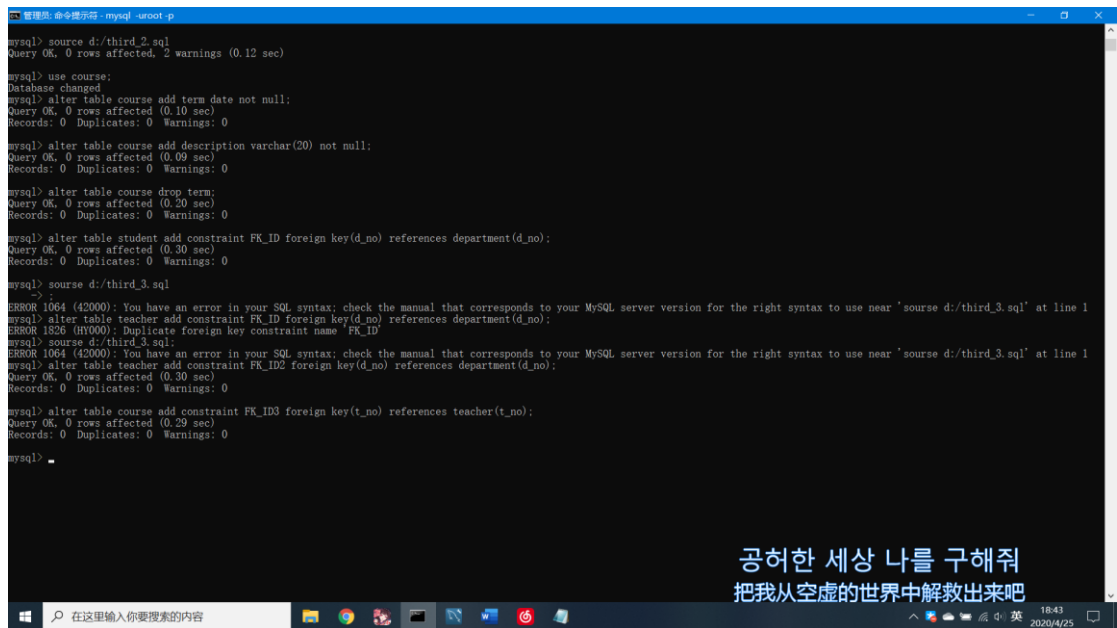 管理员: 命令提示符 - mysql -uroot -p
mysql> source d:/third_2.sql
Query OK, 0 rows affected, 2 warnings (0.12 sec)
mysql> use course;
Database changed
mysql> alter table course add term date not null;
Query OK, 0 rows affected (0.10 sec)
Records: 0 Duplicates: 0 Warnings: 0
mysql> alter table course add description varchar(20) not null;
Query OK, 0 rows affected (0.09 sec)
Records: 0 Duplicates: 0 Warnings: 0
mysql> alter table course drop term;
Query OK, 0 rows affected (0.20 sec)
Records: 0 Duplicates: 0 Warnings: 0
mysql> alter table student add constraint FK_ID foreign key(d_no) references department(d_no);
Query OK, 0 rows affected (0.30 sec)
Records: 0 Duplicates: 0 Warnings: 0
mysql> sourse d:/third_3.sql
-> ;
ERROR 1064 (42000): You have an error in your SQL syntax; check the manual that corresponds to your MySQL server version for the right syntax to use near 'sourse d:/third_3.sql' at line 1
mysql> alter table teacher add constraint FK_ID foreign key(d_no) references department(d_no);
ERROR 1826 (HY000): Duplicate foreign key constraint name 'FK_ID'
mysql> sourse d:/third_3.sql;
ERROR 1064 (42000): You have an error in your SQL syntax; check the manual that corresponds to your MySQL server version for the right syntax to use near 'sourse d:/third_3.sql' at line 1
mysql> alter table teacher add constraint FK_ID2 foreign key(d_no) references department(d_no);
Query OK, 0 rows affected (0.30 sec)
Records: 0 Duplicates: 0 Warnings: 0
mysql> alter table course add constraint FK_ID3 foreign key(t_no) references teacher(t_no);
Query OK, 0 rows affected (0.29 sec)
Records: 0 Duplicates: 0 Warnings: 0
mysql>
공허한 세상 나를 구해줘
把我从空虚的世界中解救出来吧
在这里输入你要搜索的内容
英
18:43
2020/4/25